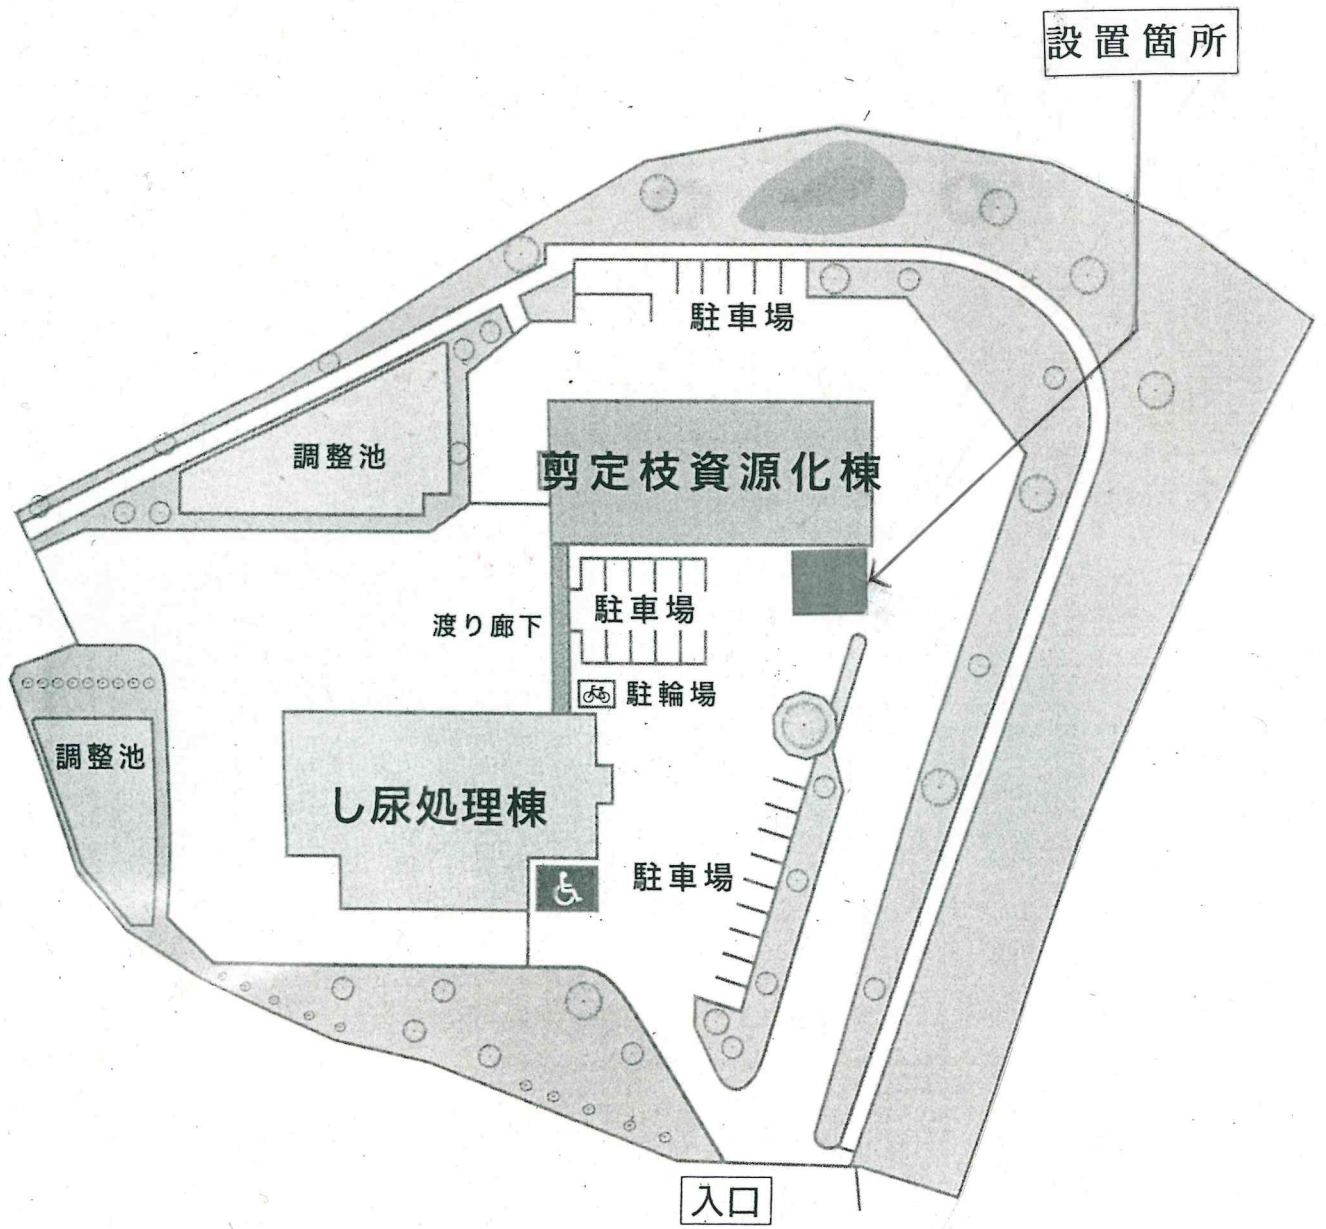 設置箇所
駐車場
調整池
剪定枝資源化棟
駐車場
渡り廊下
駐輪場
調整池
し尿処理棟
駐車場
入口